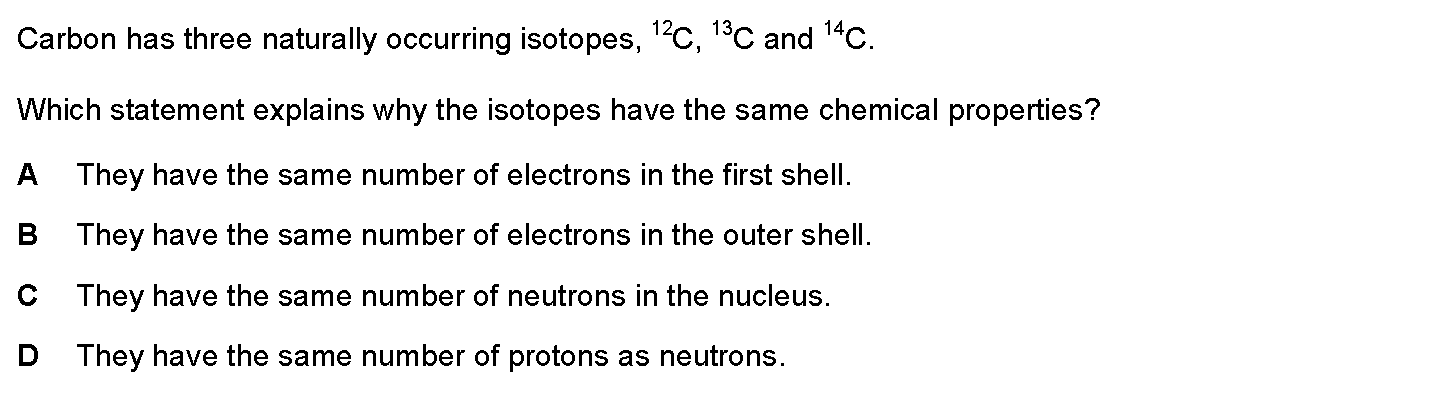 Carbon has three naturally occurring isotopes, ¹²C, ¹³C and ¹⁴C.
Which statement explains why the isotopes have the same chemical properties?
A They have the same number of electrons in the first shell.
B They have the same number of electrons in the outer shell.
C They have the same number of neutrons in the nucleus.
D They have the same number of protons as neutrons.